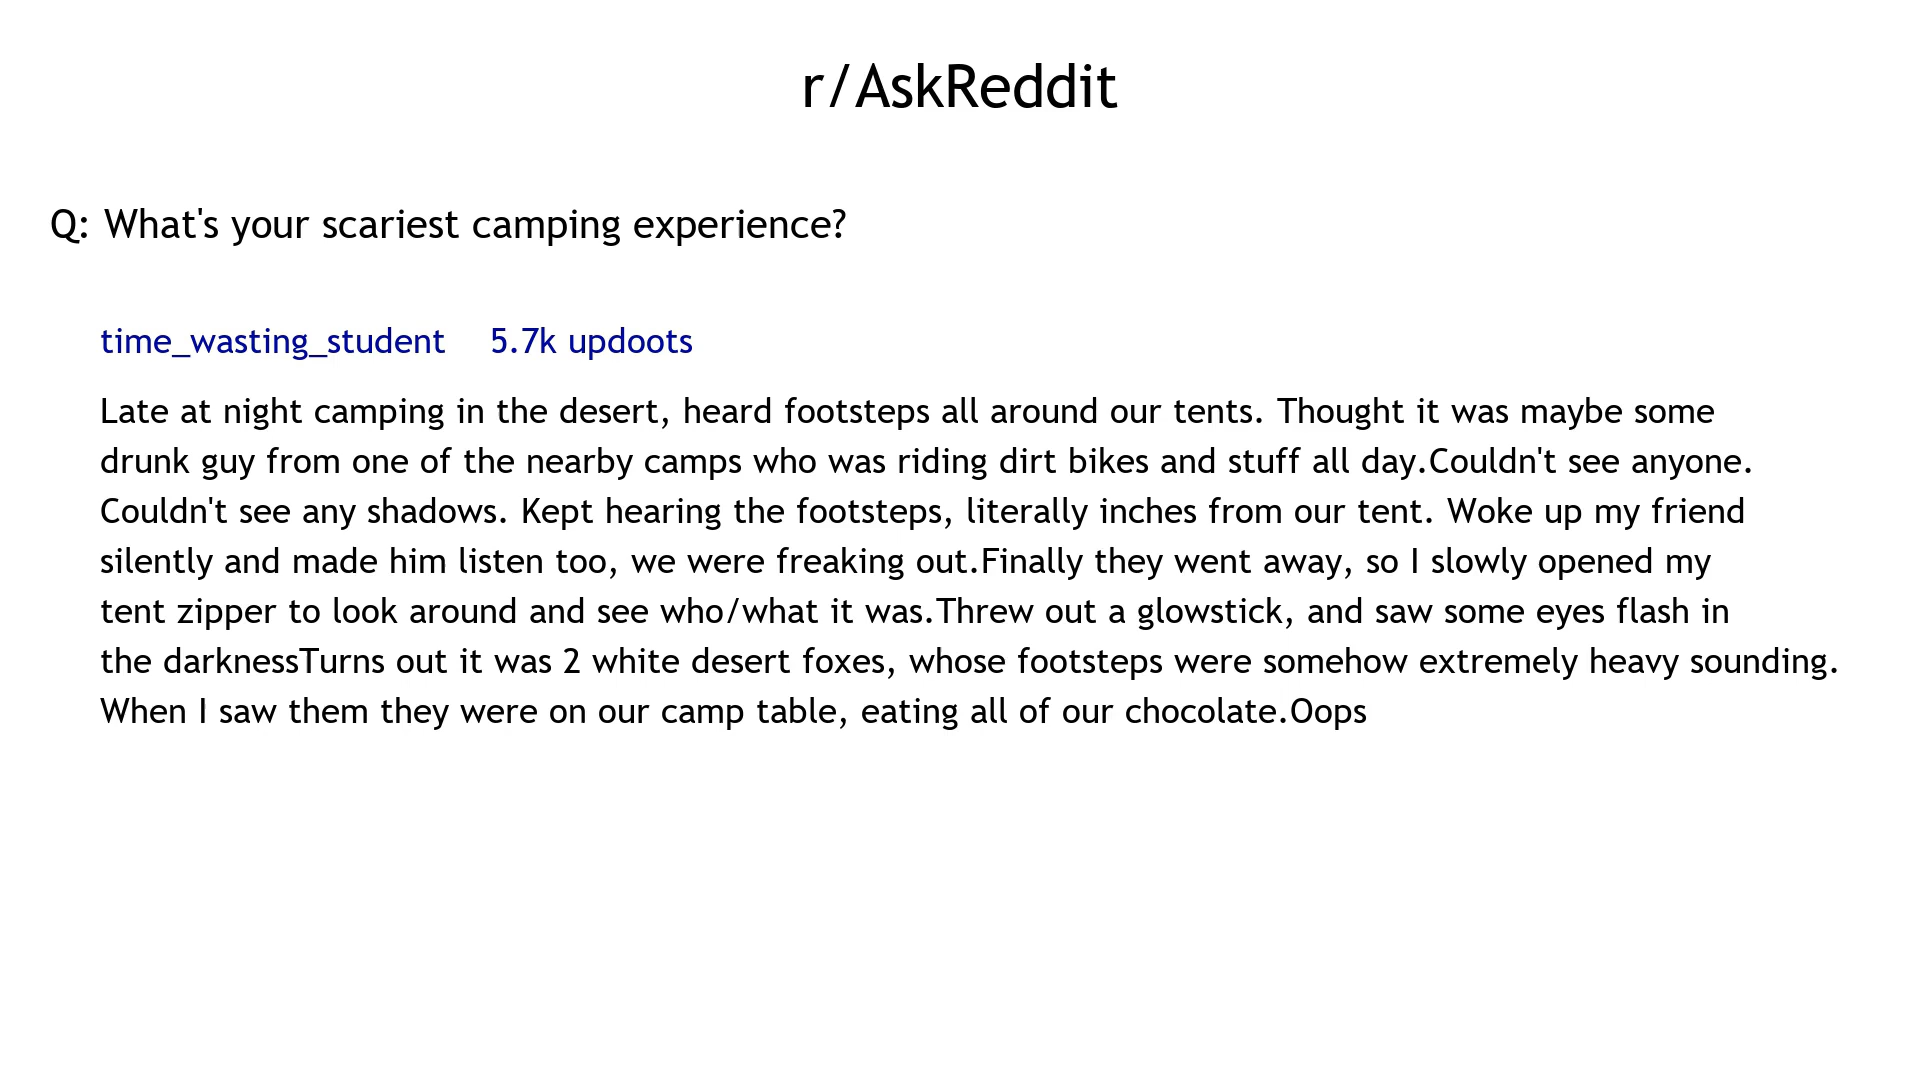 r/AskReddit
Q: What's your scariest camping experience?
time_wasting_student 5.7k updoots
Late at night camping in the desert, heard footsteps all around our tents. Thought it was maybe some
drunk guy from one of the nearby camps who was riding dirt bikes and stuff all day.Couldn't see anyone.
Couldn't see any shadows. Kept hearing the footsteps, literally inches from our tent. Woke up my friend
silently and made him listen too, we were freaking out.Finally they went away, so I slowly opened my
tent zipper to look around and see who/what it was.Threw out a glowstick, and saw some eyes flash in
the darknessTurns out it was 2 white desert foxes, whose footsteps were somehow extremely heavy sounding.
When I saw them they were on our camp table, eating all of our chocolate.Oops